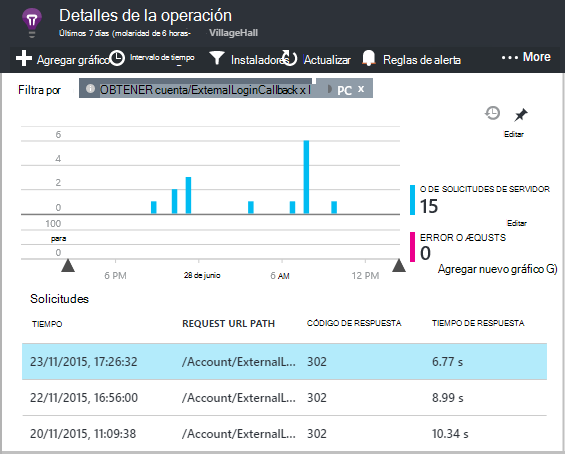 Detalles de la operación
Últimos 7 días (molaridad de 6 horas- VillageHall
Agregar gráfico Intervalo de tiempo Instaladores Actualizar Reglas de alerta ··· More
Filtra por OBTENER cuenta/ExtemalLoginCallback x I PC x
Editar
6
4
2
0
O DE SOLICITUDES DE SERVIDOR
15
100
Editar
para
ERROR O ÆQUSTS
0
0
Agregar nuevo gráfico G)
6 PM 28 de junio 6 AM 12 PM
Solicitudes
TIEMPO REQUEST URL PATH CÓDIGO DE RESPUESTA TIEMPO DE RESPUESTA
23/11/2015, 17:26:32 /Account/ExternalL... 302 6.77 s
22/11/2015, 16:56:00 /Account/ExternalL... 302 8.99 s
20/11/2015, 11:09:38 /Account/ExternalL... 302 10.34 s